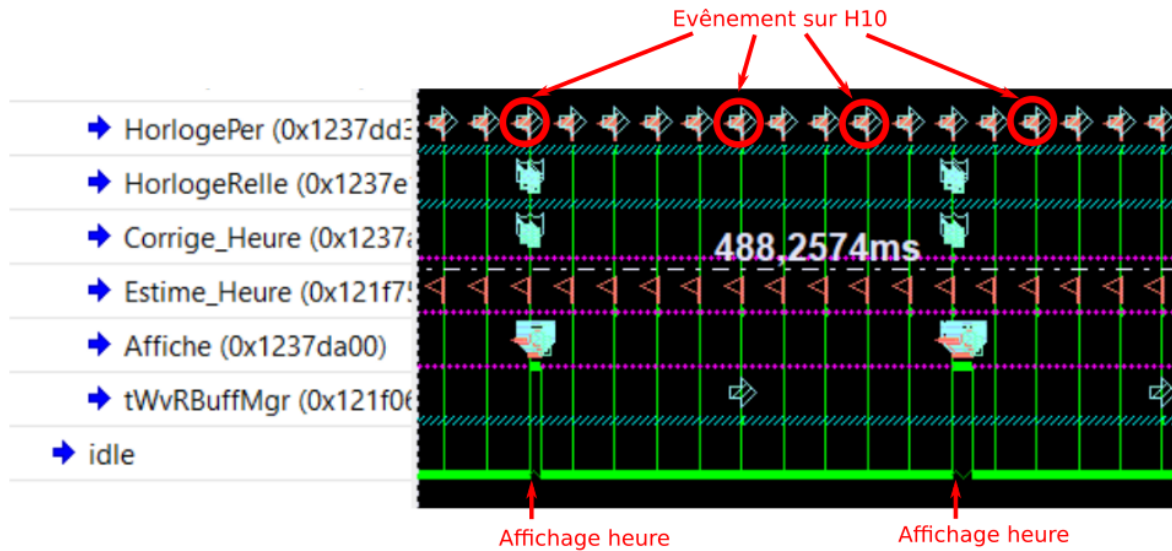 Evênement sur H10
HorlogePer (0x1237dd3
HorlogeRelle (0x1237e
Corrige_Heure (0x1237a
488,2574ms
Estime_Heure (0x121f75
Affiche (0x1237da00)
tWvRBuffMgr (0x121f06
idle
Affichage heure
Affichage heure